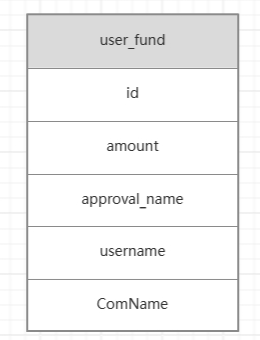 user_fund
id
amount
approval_name
username
ComName